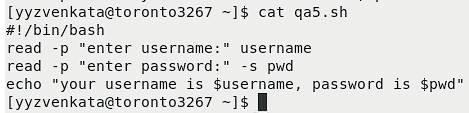 [yyzvenkata@toronto3267 ~]$ cat qa5.sh
#!/bin/bash
read -p "enter username:" username
read -p "enter password:" -s pwd
echo "your username is $username, password is $pwd"
[yyzvenkata@toronto3267 ~]$